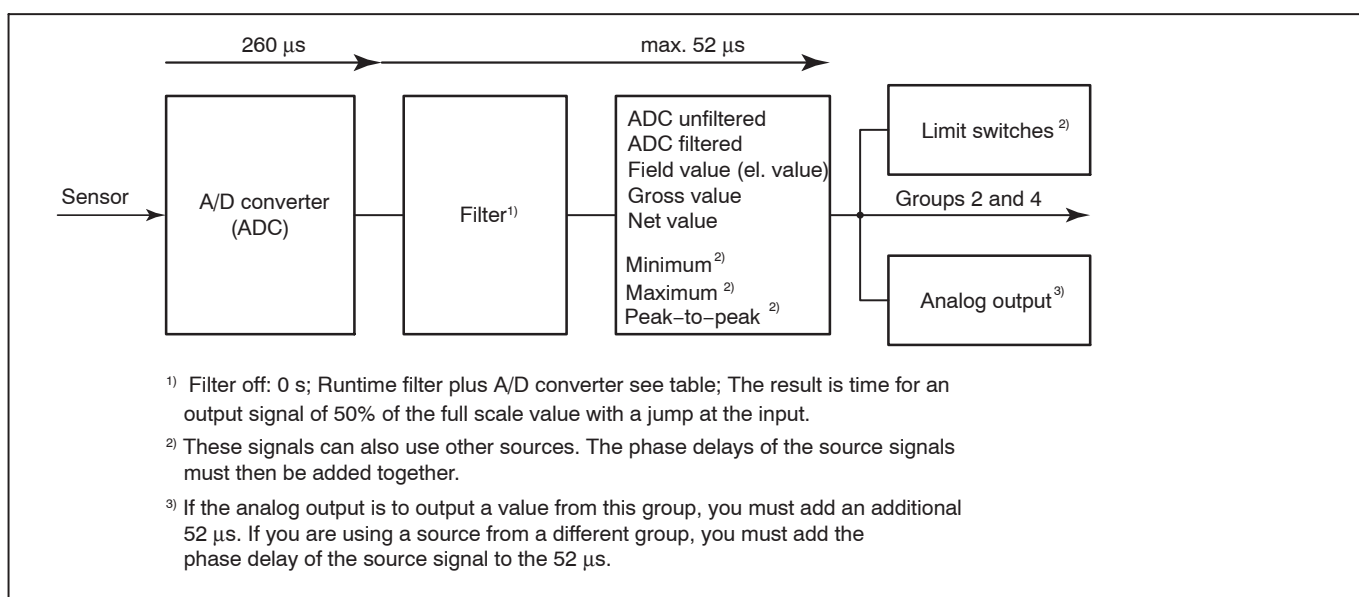 260 μs
max. 52 μs
Sensor
A/D converter
(ADC)
Filter1)
ADC unfiltered
ADC filtered
Field value (el. value)
Gross value
Net value
Minimum2)
Maximum 2)
Peak−to−peak 2)
Limit switches 2)
Groups 2 and 4
Analog output3)
1) Filter off: 0 s; Runtime filter plus A/D converter see table; The result is time for an
output signal of 50% of the full scale value with a jump at the input.
2) These signals can also use other sources. The phase delays of the source signals
must then be added together.
3) If the analog output is to output a value from this group, you must add an additional
52 μs. If you are using a source from a different group, you must add the
phase delay of the source signal to the 52 μs.